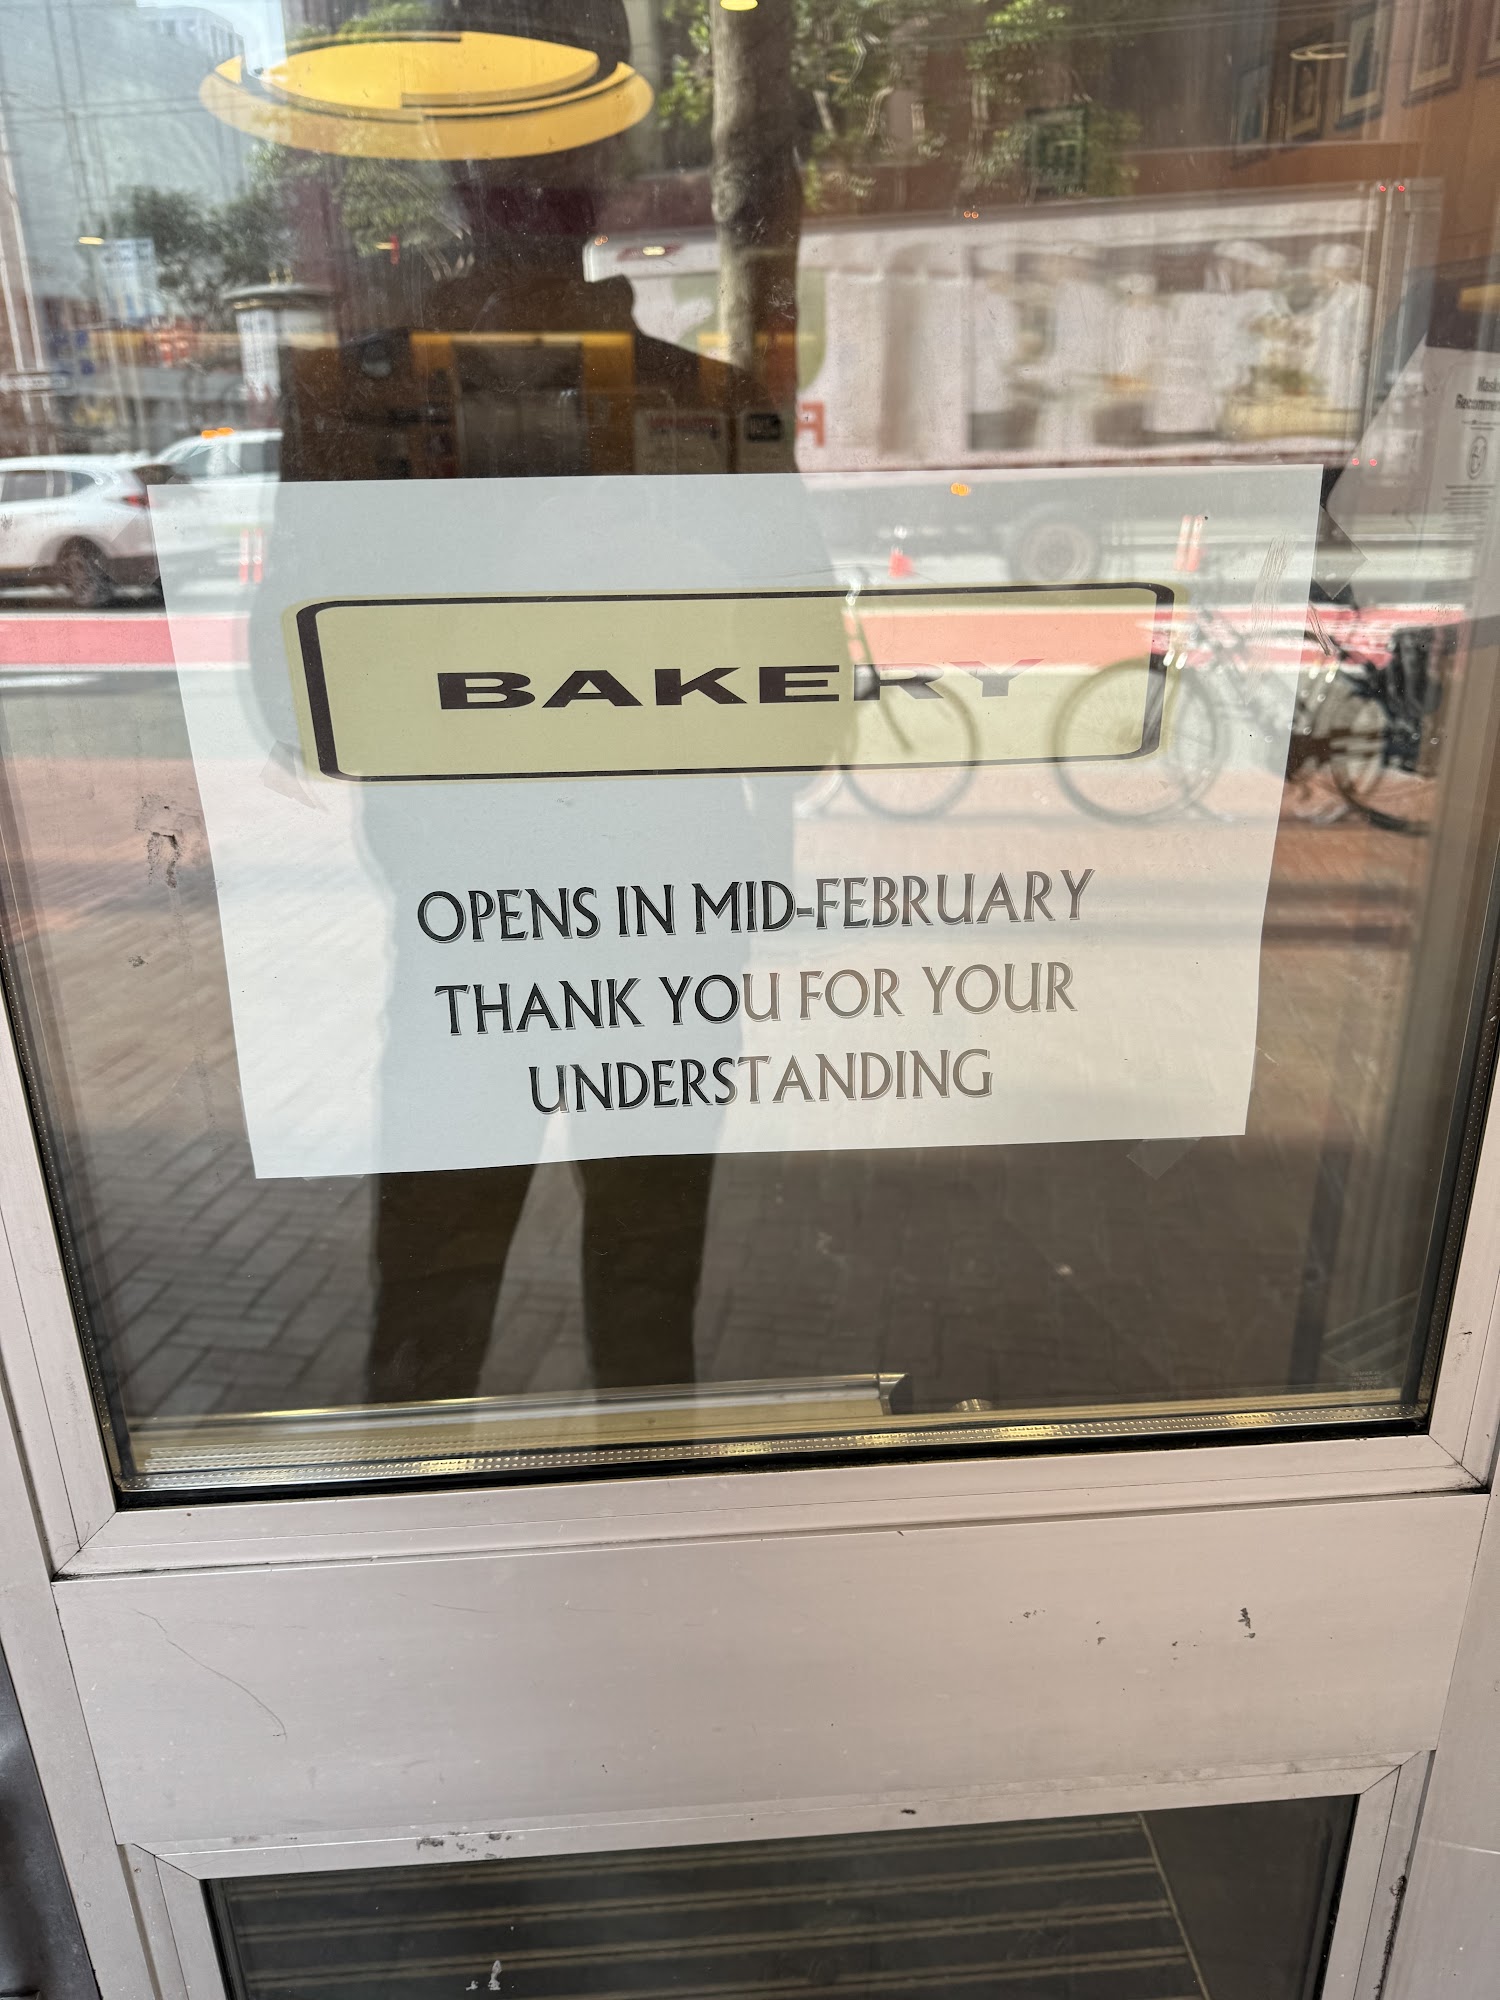 BAKERY
OPENS IN MID-FEBRUARY
THANK YOU FOR YOUR
UNDERSTANDING